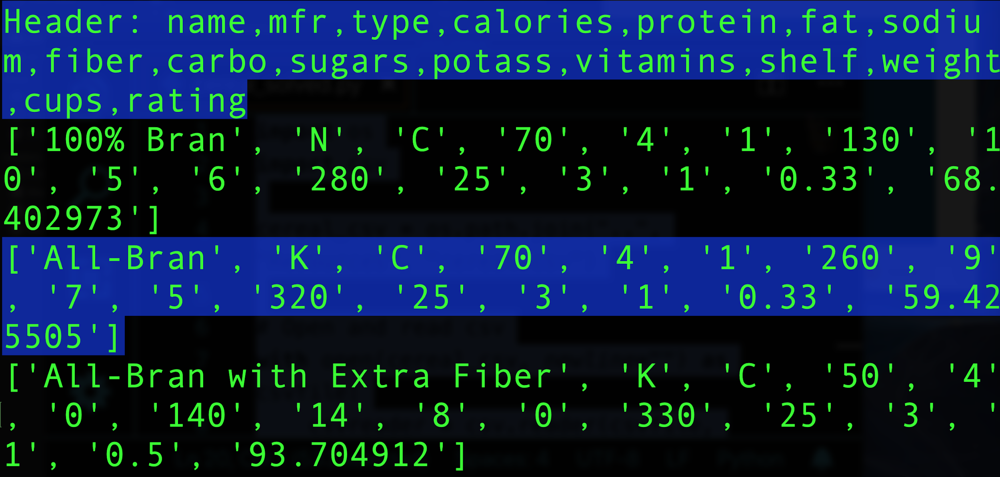 Header: name,mfr,type,calories,protein,fat,sodiu
m,fiber,carbo,sugars,potass,vitamins,shelf,weight
,cups,rating
['100% Bran', 'N', 'C', '70', '4', '1', '130', '1
0', '5', '6', '280', '25', '3', '1', '0.33', '68.
402973']
['All-Bran', 'K', 'C', '70', '4', '1', '260', '9'
, '7', '5', '320', '25', '3', '1', '0.33', '59.42
5505']
['All-Bran with Extra Fiber', 'K', 'C', '50', '4'
, '0', '140', '14', '8', '0', '330', '25', '3', '
1', '0.5', '93.704912']